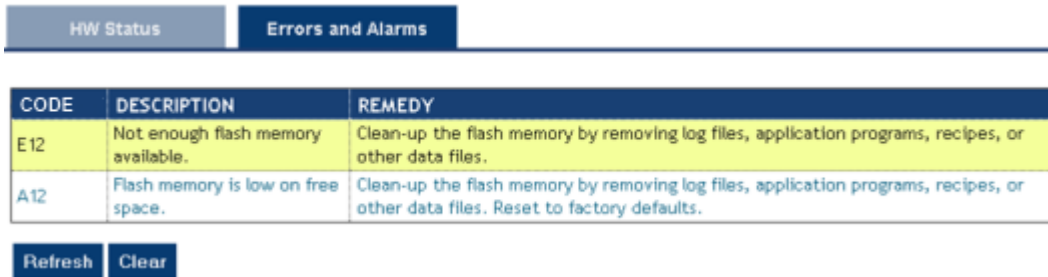 HW Status Errors and Alarms
CODE DESCRIPTION REMEDY
E12 Not enough flash memory available. Clean-up the flash memory by removing log files, application programs, recipes, or other data files.
A12 Flash memory is low on free space. Clean-up the flash memory by removing log files, application programs, recipes, or other data files. Reset to factory defaults.
Refresh Clear